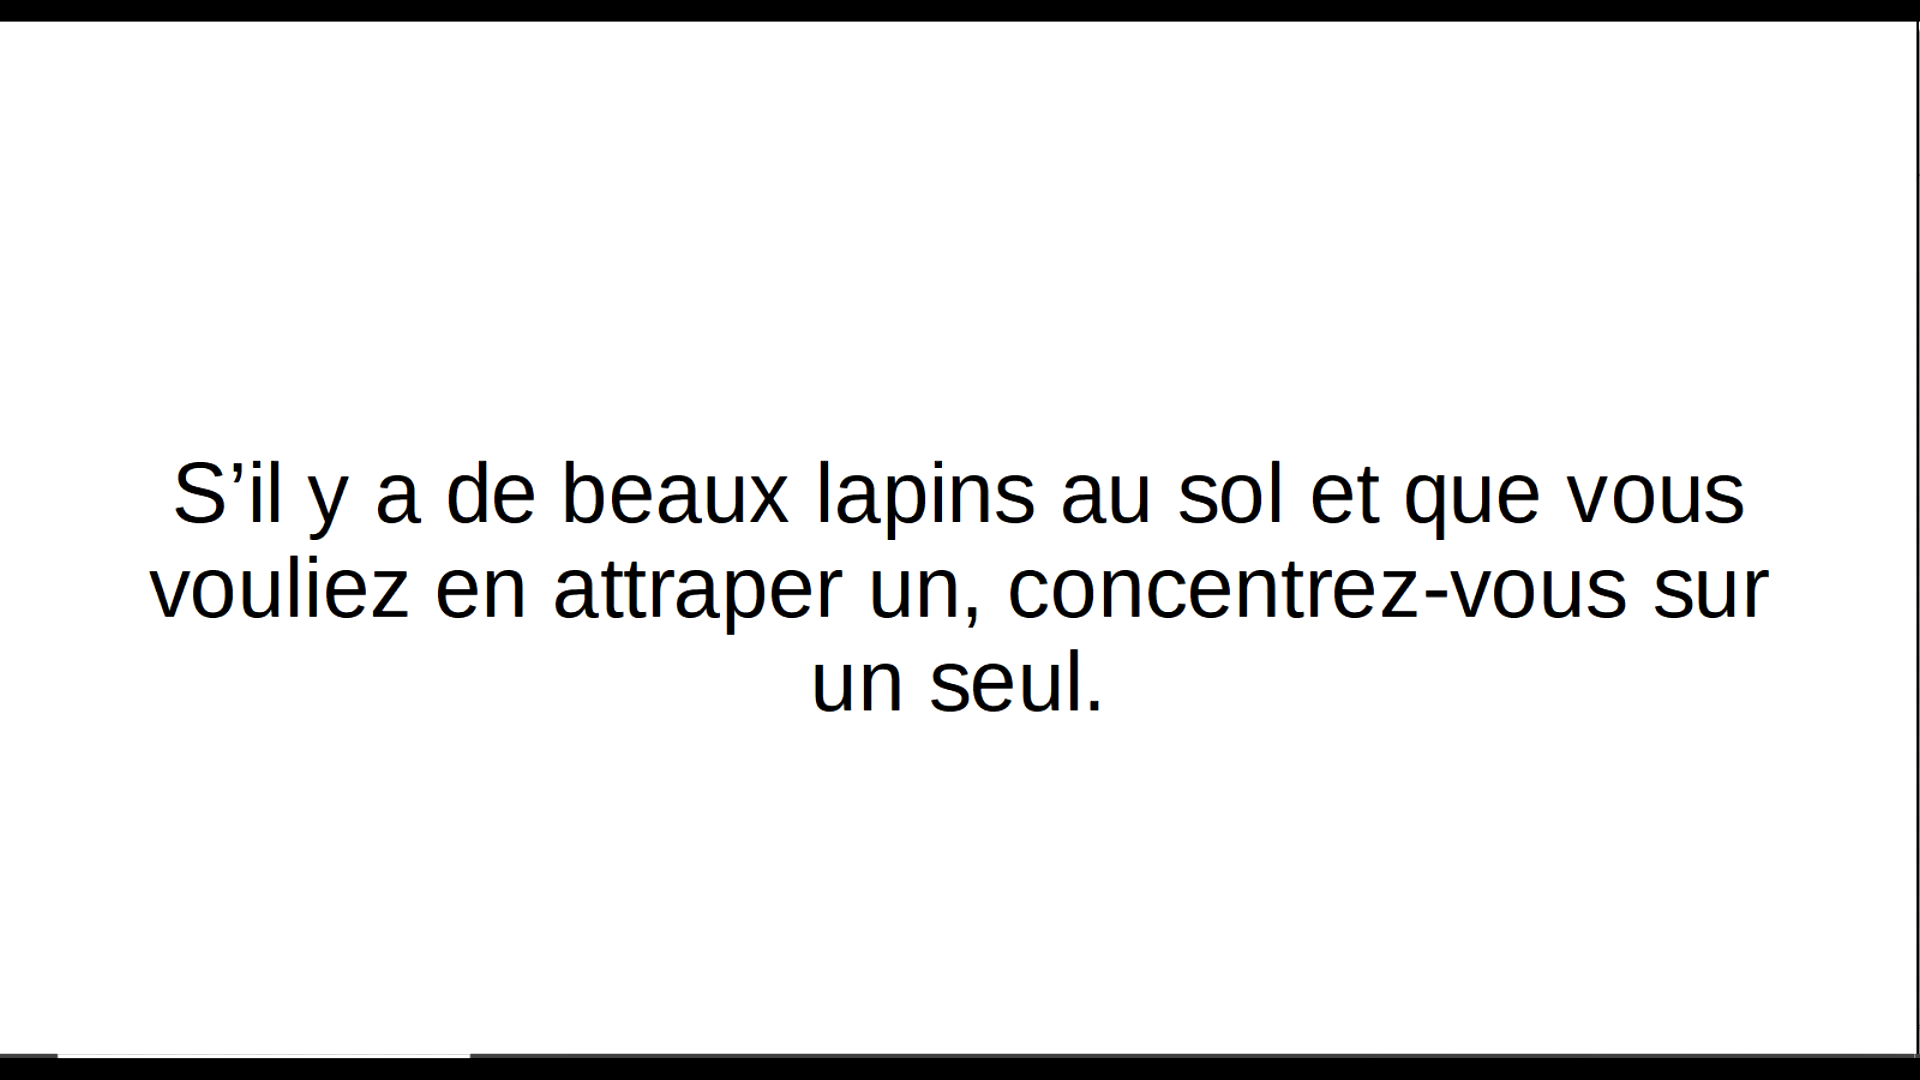 S’il y a de beaux lapins au sol et que vous
vouliez en attraper un, concentrez-vous sur
un seul.